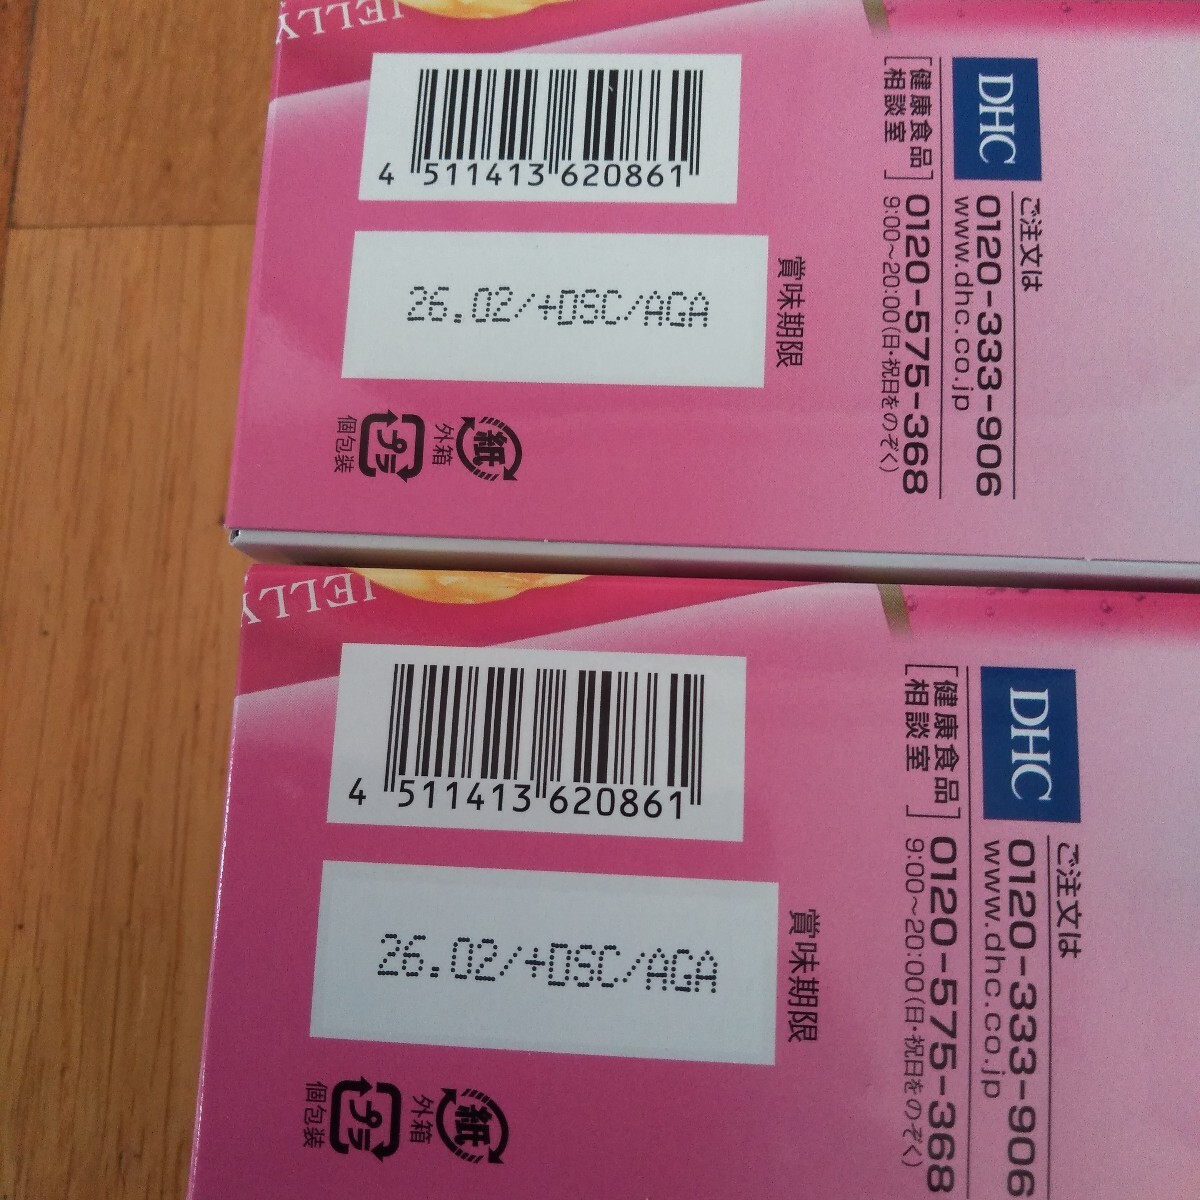 JELLY
4 511413 620861
賞味期限
26.02/+DSC/AGA
外箱
紙
個包装
プラ
DHC
ご注文は
0120-333-906
www.dhc.co.jp
[健康食品
相談室]
0120-575-368
9:00〜20:00(日・祝日をのぞく)
JELLY
4 511413 620861
賞味期限
26.02/+DSC/AGA
外箱
紙
個包装
プラ
DHC
ご注文は
0120-333-906
www.dhc.co.jp
[健康食品
相談室]
0120-575-368
9:00〜20:00(日・祝日をのぞく)